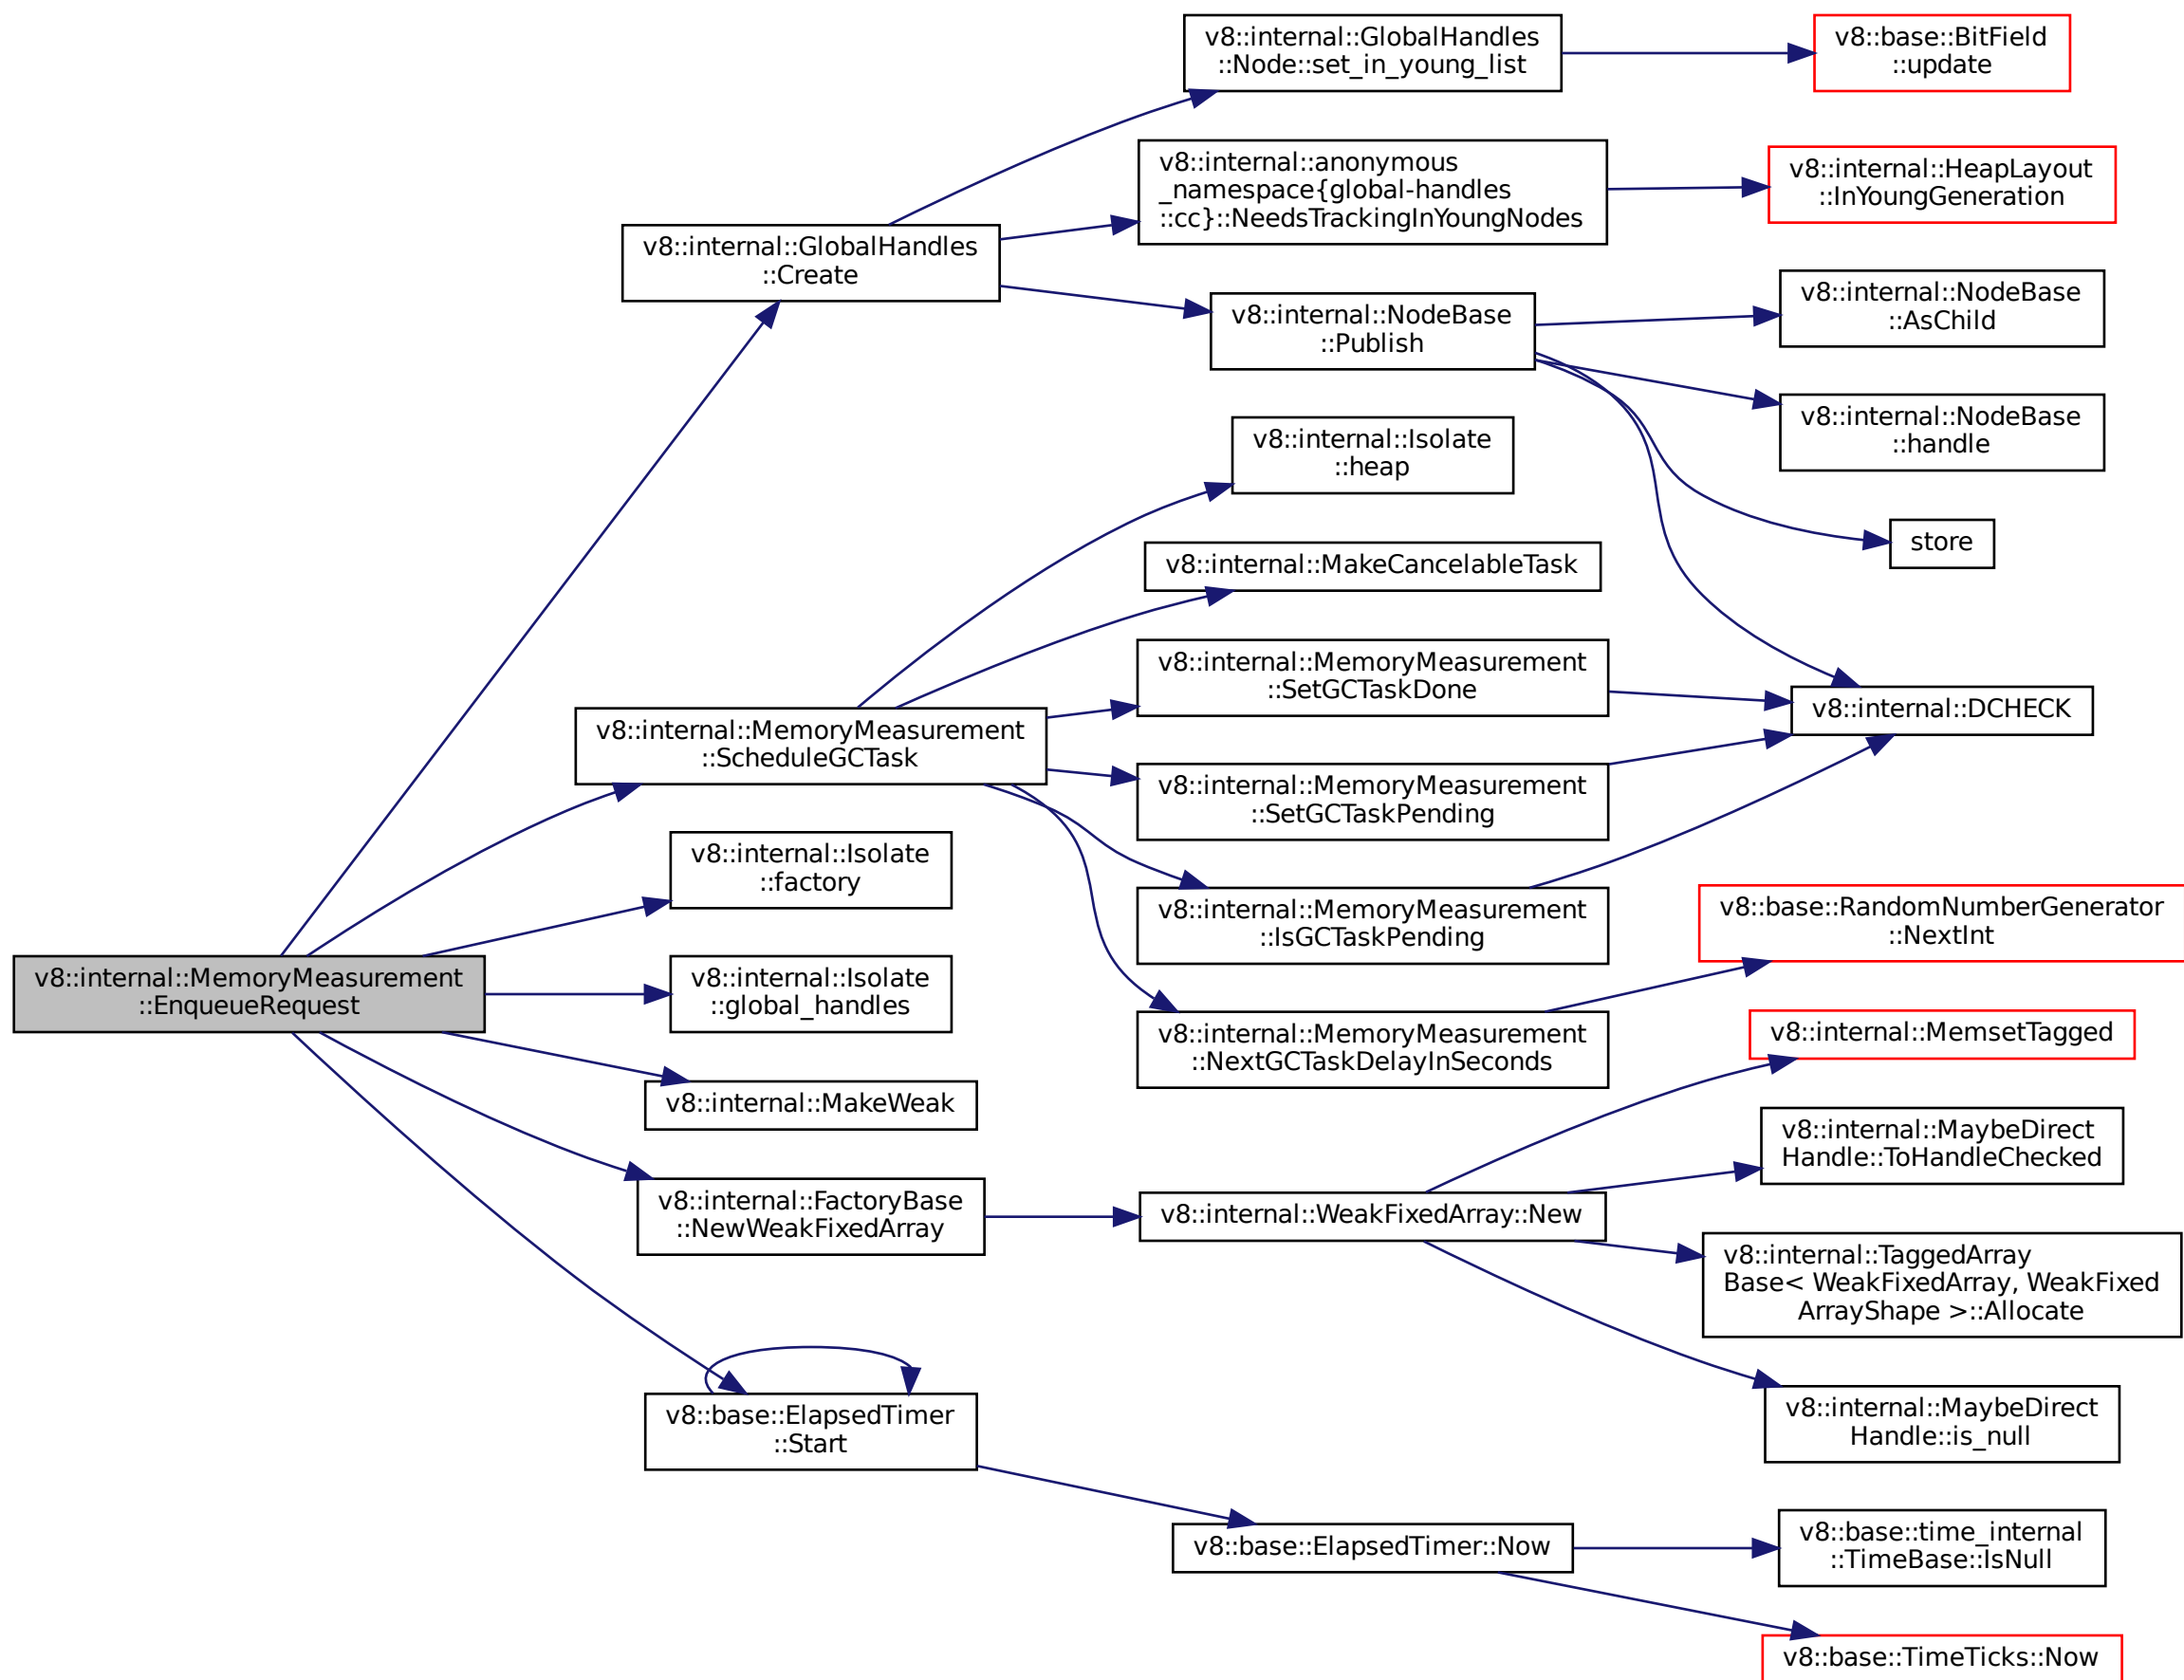 v8::internal::GlobalHandles
::Node::set_in_young_list
v8::base::BitField
::update
v8::internal::anonymous
_namespace{global-handles
::cc}::NeedsTrackingInYoungNodes
v8::internal::HeapLayout
::InYoungGeneration
v8::internal::GlobalHandles
::Create
v8::internal::NodeBase
::Publish
v8::internal::NodeBase
::AsChild
v8::internal::NodeBase
::handle
v8::internal::Isolate
::heap
store
v8::internal::MakeCancelableTask
v8::internal::MemoryMeasurement
::SetGCTaskDone
v8::internal::DCHECK
v8::internal::MemoryMeasurement
::ScheduleGCTask
v8::internal::MemoryMeasurement
::SetGCTaskPending
v8::internal::Isolate
::factory
v8::internal::MemoryMeasurement
::IsGCTaskPending
v8::base::RandomNumberGenerator
::NextInt
v8::internal::MemoryMeasurement
::EnqueueRequest
v8::internal::Isolate
::global_handles
v8::internal::MemoryMeasurement
::NextGCTaskDelayInSeconds
v8::internal::MemsetTagged
v8::internal::MakeWeak
v8::internal::MaybeDirect
Handle::ToHandleChecked
v8::internal::FactoryBase
::NewWeakFixedArray
v8::internal::WeakFixedArray::New
v8::internal::TaggedArray
Base< WeakFixedArray, WeakFixed
ArrayShape >::Allocate
v8::internal::MaybeDirect
Handle::is_null
v8::base::ElapsedTimer
::Start
v8::base::ElapsedTimer::Now
v8::base::time_internal
::TimeBase::IsNull
v8::base::TimeTicks::Now